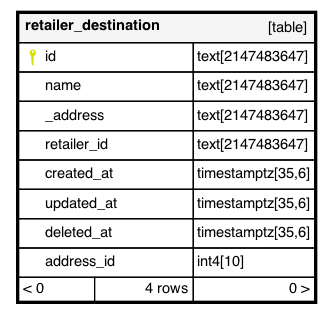 retailer_destination [table]
id text[2147483647]
name text[2147483647]
_address text[2147483647]
retailer_id text[2147483647]
created_at timestamptz[35,6]
updated_at timestamptz[35,6]
deleted_at timestamptz[35,6]
address_id int4[10]
< 0 4 rows 0 >